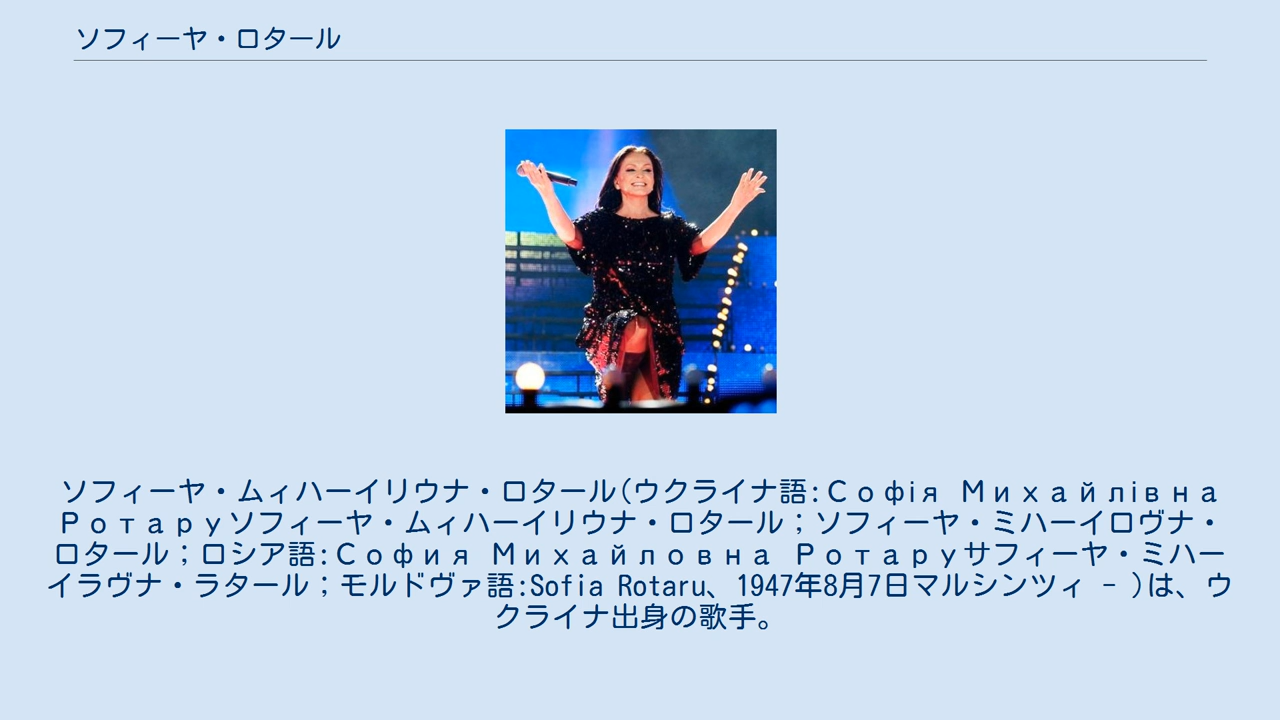 ソフィーヤ・ロタール
ソフィーヤ・ムィハーイリウナ・ロタール(ウクライナ語:Софія Михайлівна
Ротаруソフィーヤ・ムィハーイリウナ・ロタール；ソフィーヤ・ミハーイロヴナ・
ロタール；ロシア語:София Михайловна Ротаруサフィーヤ・ミハー
イラヴナ・ラタール；モルドヴァ語:Sofia Rotaru、1947年8月7日マルシンツィ - )は、ウ
クライナ出身の歌手。